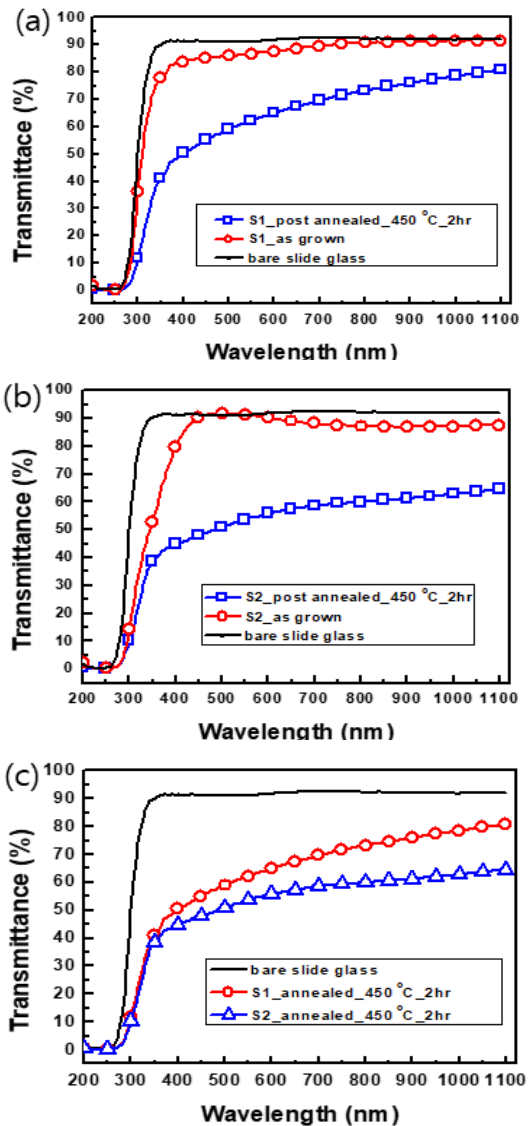 (a)
Transmittace (%)
100
90
80
70
60
50
40
30
20
10
0
S1_post annealed_450 °C_2hr
S1_as grown
bare slide glass
200 300 400 500 600 700 800 900 1000 1100
Wavelength (nm)
(b)
Transmittance (%)
100
90
80
70
60
50
40
30
20
10
0
S2_post annealed_450 °C_2hr
S2_as grown
bare slide glass
200 300 400 500 600 700 800 900 1000 1100
Wavelength (nm)
(c)
Transmittance (%)
100
90
80
70
60
50
40
30
20
10
0
bare slide glass
S1_annealed_450 °C_2hr
S2_annealed_450 °C_2hr
200 300 400 500 600 700 800 900 1000 1100
Wavelength (nm)